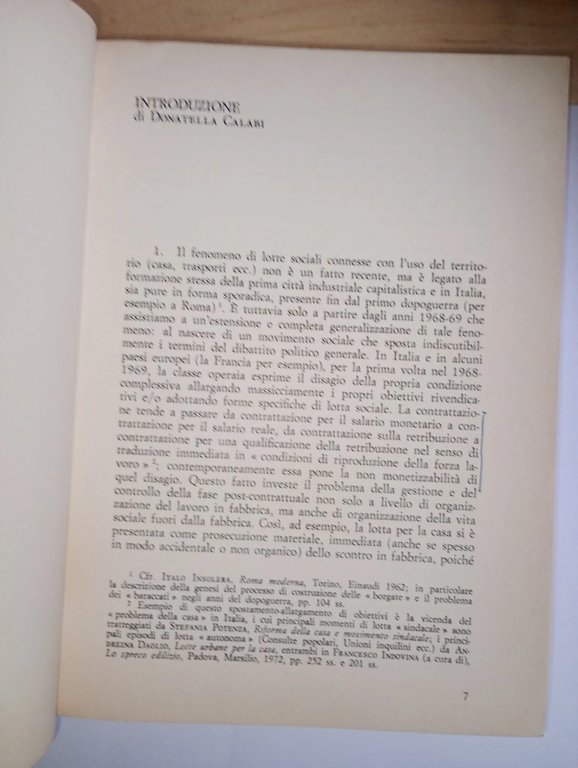 INTRODUZIONE
di DONATELLA CALABI
1. Il fenomeno di lotte sociali connesse con l'uso del territo-
rio (casa, trasporti ecc.) non è un fatto recente, ma è legato alla
formazione stessa della prima città industriale capitalistica e in Italia,
sia pure in forma sporadica, presente fin dal primo dopoguerra (per
esempio a Roma) 1. È tuttavia solo a partire dagli anni 1968-69 che
assistiamo a un'estensione e completa generalizzazione di tale feno-
meno: al nascere di un movimento sociale che sposta indiscutibil-
mente i termini del dibattito politico generale. In Italia e in alcuni
paesi europei (la Francia per esempio), per la prima volta nel 1968-
1969, la classe operaia esprime il disagio della propria condizione
complessiva allargando massicciamente i propri obiettivi rivendica-
tivi e/o adottando forme specifiche di lotta sociale. La contrattazio-
ne tende a passare da contrattazione per il salario monetario a con-
trattazione per il salario reale, da contrattazione sulla retribuzione a
contrattazione per una qualificazione della retribuzione nel senso di
traduzione immediata in « condizioni di riproduzione della forza la-
voro » 2; contemporaneamente essa pone la non monetizzabilità di
quel disagio. Questo fatto investe il problema della gestione e del
controllo della fase post-contrattuale non solo a livello di organiz-
zazione del lavoro in fabbrica, ma anche di organizzazione della vita
sociale fuori dalla fabbrica. Così, ad esempio, la lotta per la casa si è
presentata come prosecuzione materiale, immediata (anche se spesso
in modo accidentale o non organico) dello scontro in fabbrica, poiché
1 Cfr. ITALO INSOLERA, Roma moderna, Torino, Einaudi 1962; in particolare
la descrizione della genesi del processo di costruzione delle « borgate » e il problema
dei « baraccati » negli anni del dopoguerra, pp. 104 ss.
2 Esempio di questo spostamento-allargamento di obiettivi è la vicenda del
« problema della casa » in Italia, i cui principali momenti di lotta « sindacale » sono
tratteggiati da STEFANIA POTENZA, Riforma della casa e movimento sindacale; i princi-
pali episodi di lotta « autonoma » (Consulte popolari, Unioni inquilini ecc.) da AN-
DREINA DAOLIO, Lotte urbane per la casa, entrambi in FRANCESCO INDOVINA (a cura di),
Lo spreco edilizio, Padova, Marsilio, 1972, pp. 252 ss. e 201 ss.
7